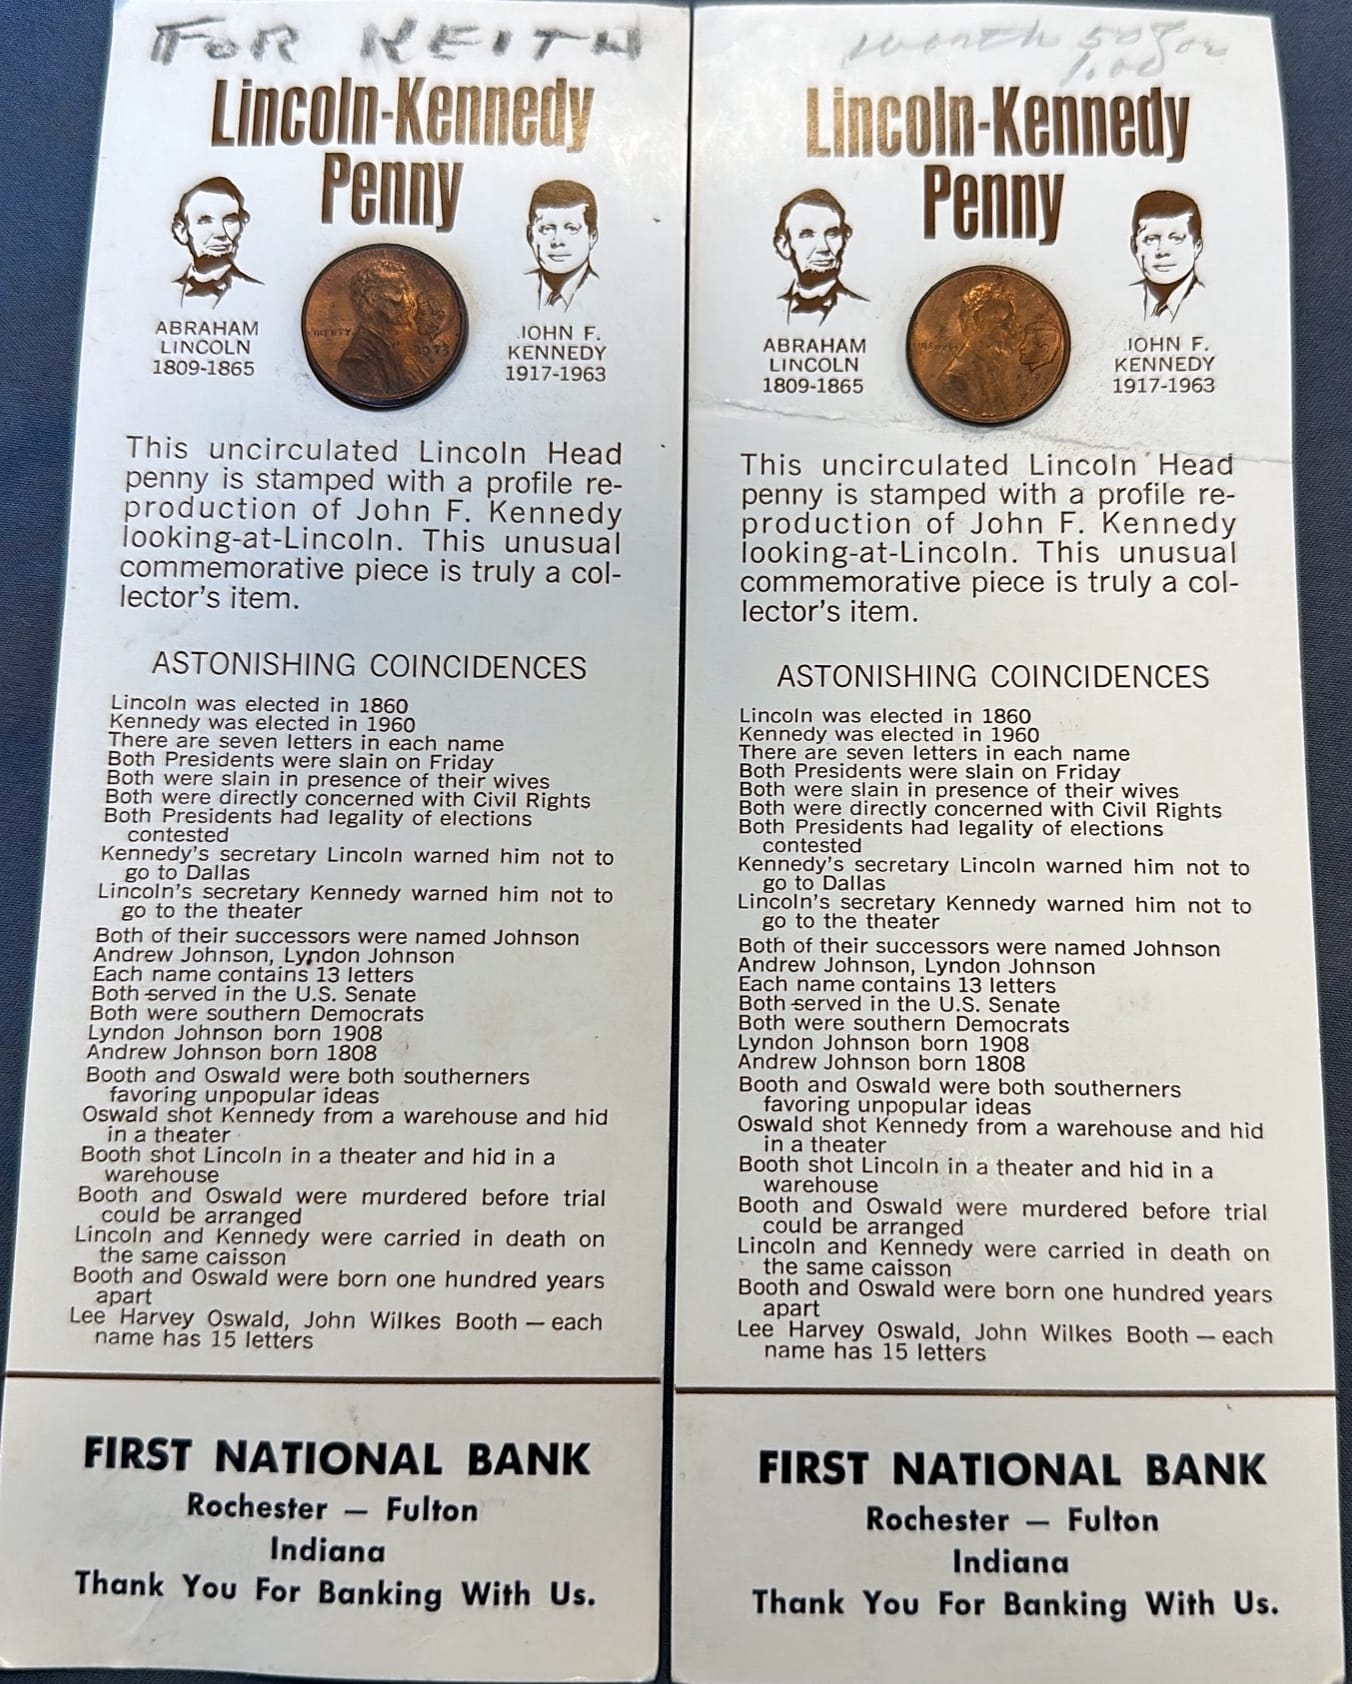 FOR KEITH
Lincoln-Kennedy
Penny
ABRAHAM
LINCOLN
1809-1865
JOHN F.
KENNEDY
1917-1963
LIBERTY
1973
This uncirculated Lincoln Head
penny is stamped with a profile re-
production of John F. Kennedy
looking-at-Lincoln. This unusual
commemorative piece is truly a col-
lector's item.
ASTONISHING COINCIDENCES
Lincoln was elected in 1860
Kennedy was elected in 1960
There are seven letters in each name
Both Presidents were slain on Friday
Both were slain in presence of their wives
Both were directly concerned with Civil Rights
Both Presidents had legality of elections
contested
Kennedy's secretary Lincoln warned him not to
go to Dallas
Lincoln's secretary Kennedy warned him not to
go to the theater
Both of their successors were named Johnson
Andrew Johnson, Lyndon Johnson
Each name contains 13 letters
Both served in the U.S. Senate
Both were southern Democrats
Lyndon Johnson born 1908
Andrew Johnson born 1808
Booth and Oswald were both southerners
favoring unpopular ideas
Oswald shot Kennedy from a warehouse and hid
in a theater
Booth shot Lincoln in a theater and hid in a
warehouse
Booth and Oswald were murdered before trial
could be arranged
Lincoln and Kennedy were carried in death on
the same caisson
Booth and Oswald were born one hundred years
apart
Lee Harvey Oswald, John Wilkes Booth — each
name has 15 letters
FIRST NATIONAL BANK
Rochester — Fulton
Indiana
Thank You For Banking With Us.
worth 50¢ or
1.00
Lincoln-Kennedy
Penny
ABRAHAM
LINCOLN
1809-1865
JOHN F.
KENNEDY
1917-1963
LIBERTY
This uncirculated Lincoln Head
penny is stamped with a profile re-
production of John F. Kennedy
looking-at-Lincoln. This unusual
commemorative piece is truly a col-
lector's item.
ASTONISHING COINCIDENCES
Lincoln was elected in 1860
Kennedy was elected in 1960
There are seven letters in each name
Both Presidents were slain on Friday
Both were slain in presence of their wives
Both were directly concerned with Civil Rights
Both Presidents had legality of elections
contested
Kennedy's secretary Lincoln warned him not to
go to Dallas
Lincoln's secretary Kennedy warned him not to
go to the theater
Both of their successors were named Johnson
Andrew Johnson, Lyndon Johnson
Each name contains 13 letters
Both served in the U.S. Senate
Both were southern Democrats
Lyndon Johnson born 1908
Andrew Johnson born 1808
Booth and Oswald were both southerners
favoring unpopular ideas
Oswald shot Kennedy from a warehouse and hid
in a theater
Booth shot Lincoln in a theater and hid in a
warehouse
Booth and Oswald were murdered before trial
could be arranged
Lincoln and Kennedy were carried in death on
the same caisson
Booth and Oswald were born one hundred years
apart
Lee Harvey Oswald, John Wilkes Booth — each
name has 15 letters
FIRST NATIONAL BANK
Rochester — Fulton
Indiana
Thank You For Banking With Us.